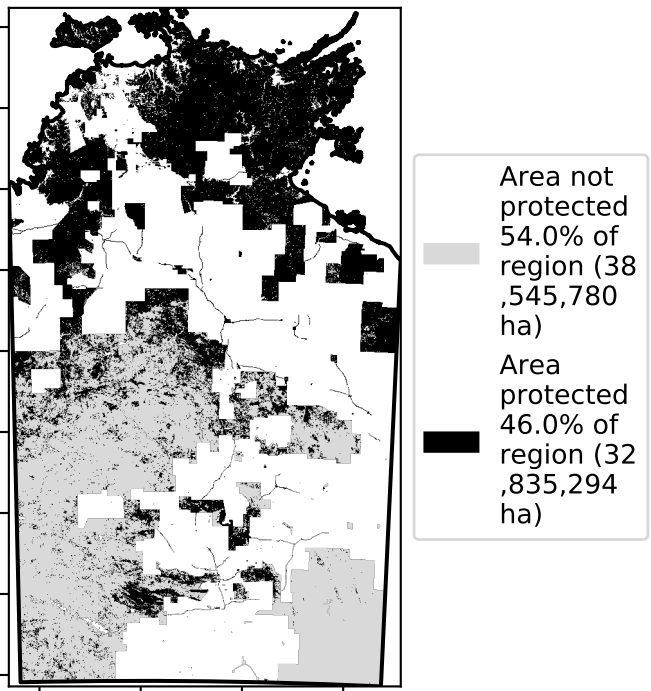 Area not
protected
54.0% of
region (38
,545,780
ha)
Area
protected
46.0% of
region (32
,835,294
ha)